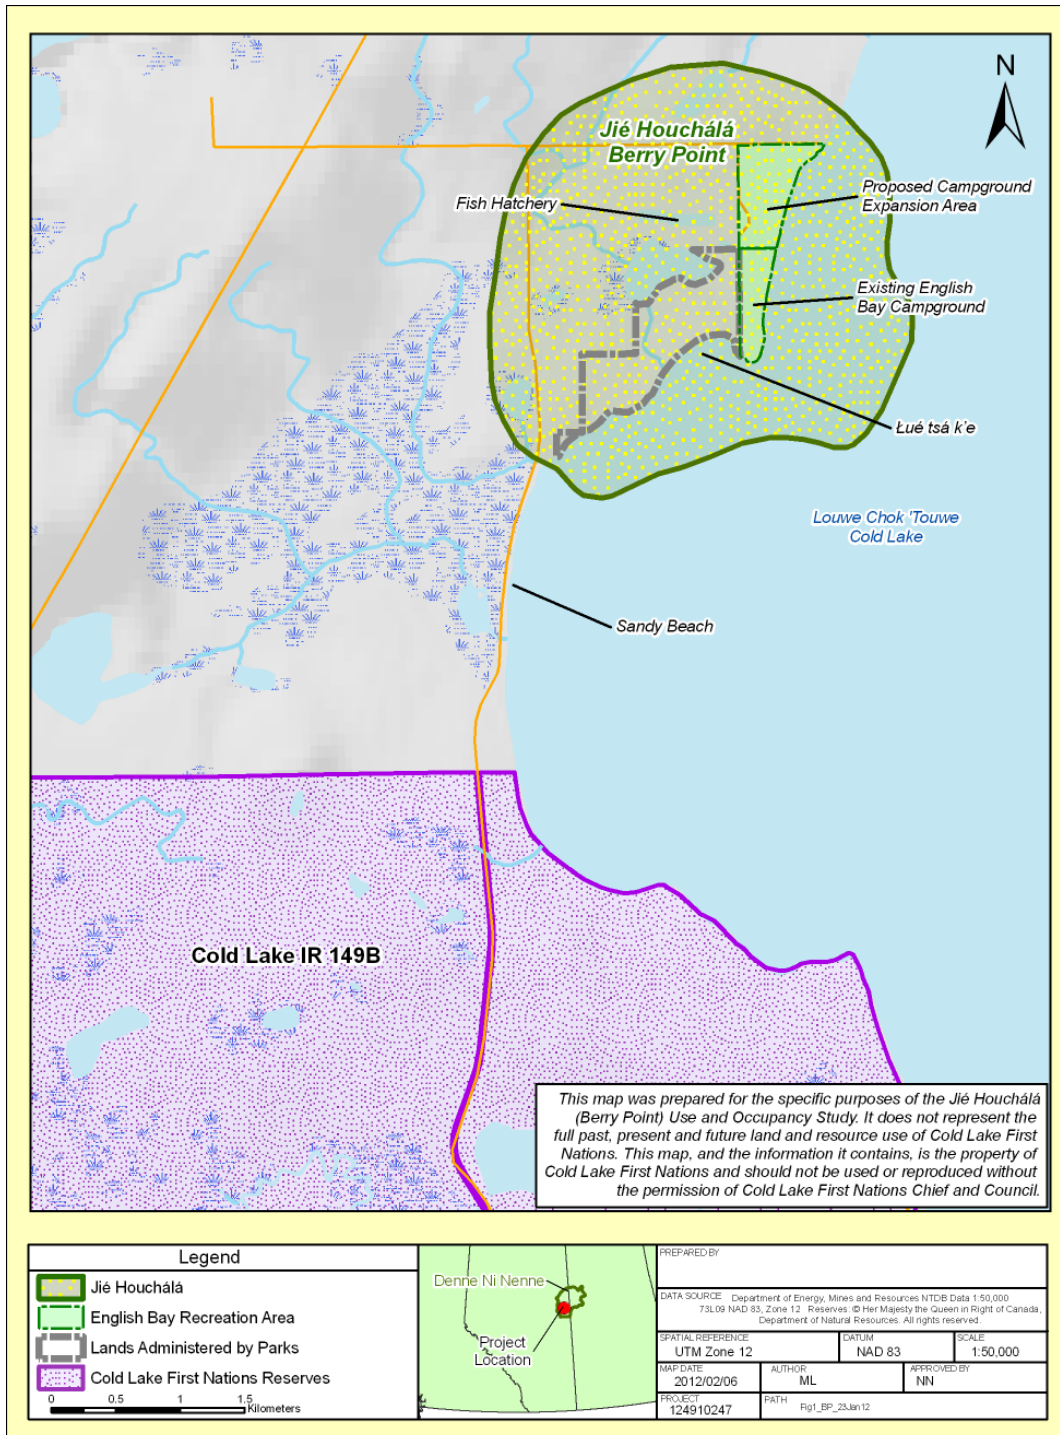 N
Jié Houchálá
Berry Point
Proposed Campground
Expansion Area
Fish Hatchery
Existing English
Bay Campground
Łué tsá k'e
Louwe Chok 'Touwe
Cold Lake
Sandy Beach
Cold Lake IR 149B
This map was prepared for the specific purposes of the Jié Houchálá
(Berry Point) Use and Occupancy Study. It does not represent the
full past, present and future land and resource use of Cold Lake First
Nations. This map, and the information it contains, is the property of
Cold Lake First Nations and should not be used or reproduced without
the permission of Cold Lake First Nations Chief and Council.
Legend
Jié Houchálá
English Bay Recreation Area
Lands Administered by Parks
Cold Lake First Nations Reserves
0 0.5 1 1.5
Kilometers
Denne Ni Nenne
Project
Location
PREPARED BY
DATA SOURCE Department of Energy, Mines and Resources NTDB Data 1:50,000
73L09 NAD 83, Zone 12 Reserves: © Her Majesty the Queen in Right of Canada,
Department of Natural Resources. All rights reserved.
SPATIAL REFERENCE
UTM Zone 12
DATUM
NAD 83
SCALE
1:50,000
MAP DATE
2012/02/06
AUTHOR
ML
APPROVED BY
NN
PROJECT
124910247
PATH
Fig1_BP_23Jan12